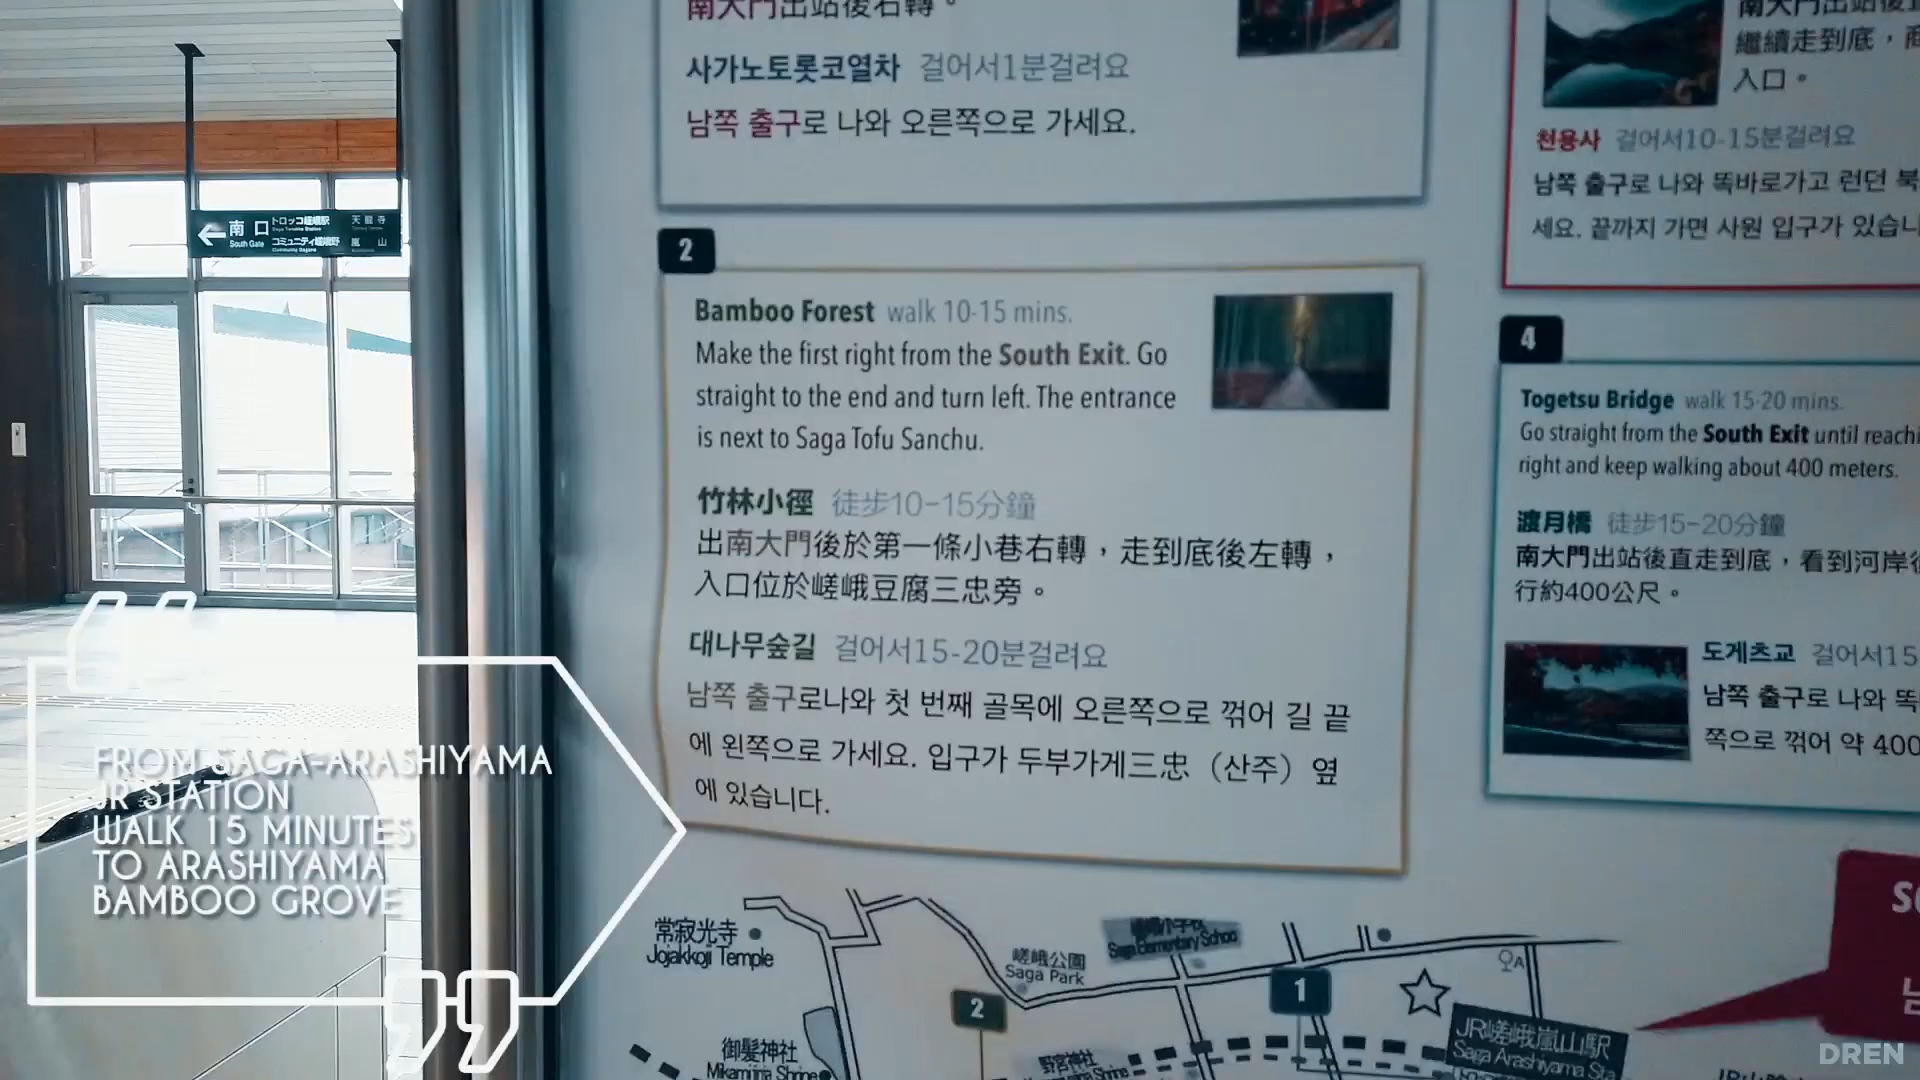 南大門出站後右轉。
사가노토롯코열차 걸어서1분걸려요
남쪽 출구로 나와 오른쪽으로 가세요.
南大門出站後直
繼續走到底，商
入口。
천용사 걸어서10-15분걸려요
남쪽 출구로 나와 똑바로가고 런던 북
세요. 끝까지 가면 사원 입구가 있습니
南口
South Gate
トロッコ嵯峨駅
天龍寺
コミュニティ嵯峨野
嵐山
2
Bamboo Forest walk 10-15 mins.
Make the first right from the South Exit. Go
straight to the end and turn left. The entrance
is next to Saga Tofu Sanchu.
竹林小徑 徒步10-15分鐘
出南大門後於第一條小巷右轉，走到底後左轉，
入口位於嵯峨豆腐三忠旁。
대나무숲길 걸어서15-20분걸려요
남쪽 출구로나와 첫 번째 골목에 오른쪽으로 꺾어 길 끝
에 왼쪽으로 가세요. 입구가 두부가게三忠（산주）옆
에 있습니다.
4
Togetsu Bridge walk 15-20 mins.
Go straight from the South Exit until reachi
right and keep walking about 400 meters.
渡月橋 徒步15-20分鐘
南大門出站後直走到底，看到河岸後
行約400公尺。
도게츠교 걸어서15
남쪽 출구로 나와 똑
쪽으로 꺾어 약 400
FROM SAGA-ARASHIYAMA
JR STATION
WALK 15 MINUTES
TO ARASHIYAMA
BAMBOO GROVE
常寂光寺
Jojakkoji Temple
嵯峨公園
Saga Park
Saga Elementary School
2
1
御髮神社
Mikami Shrine
野宮神社
JR嵯峨嵐山駅
Saga Arashiyama Sta
DREN